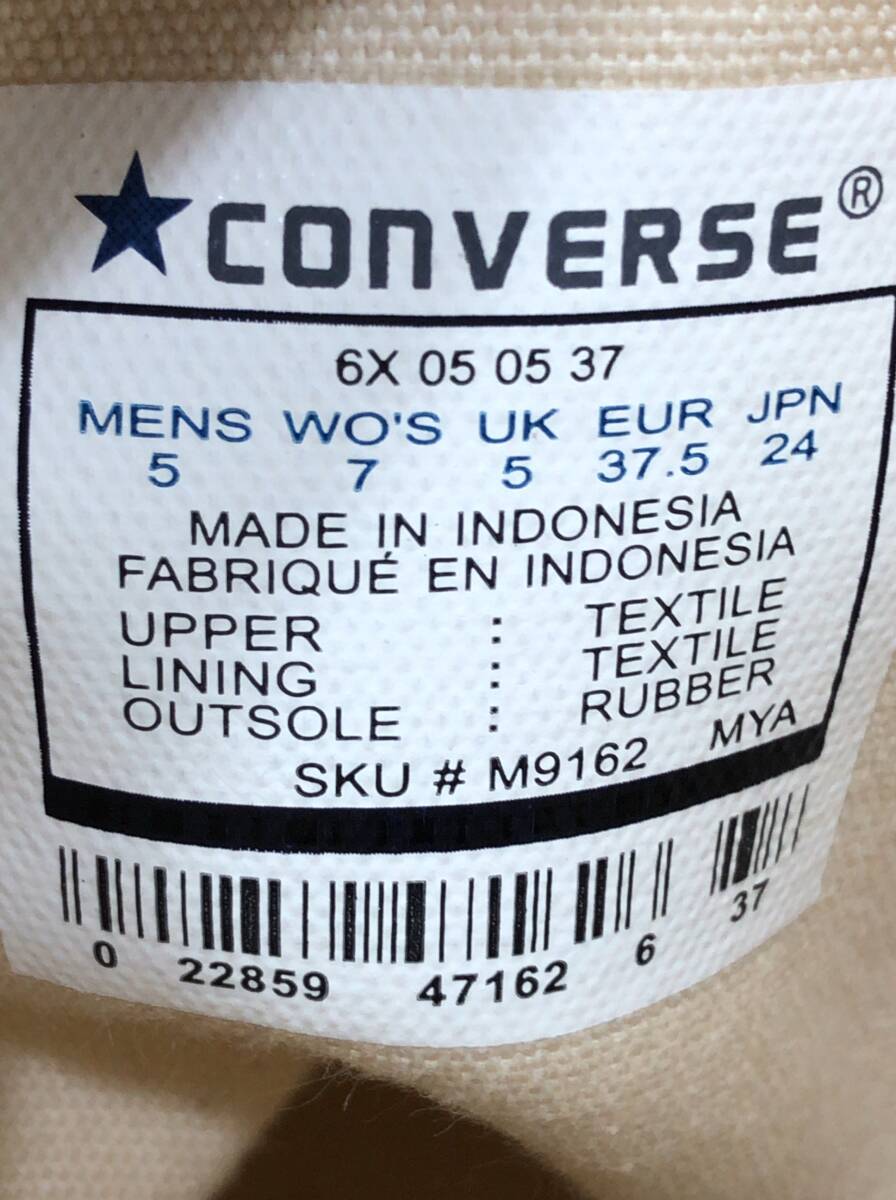 CONVERSE®
6X 05 05 37
MENS WO'S UK EUR JPN
5 7 5 37.5 24
MADE IN INDONESIA
FABRIQUÉ EN INDONESIA
UPPER : TEXTILE
LINING : TEXTILE
OUTSOLE : RUBBER
SKU # M9162 MYA
0 22859 47162 6 37